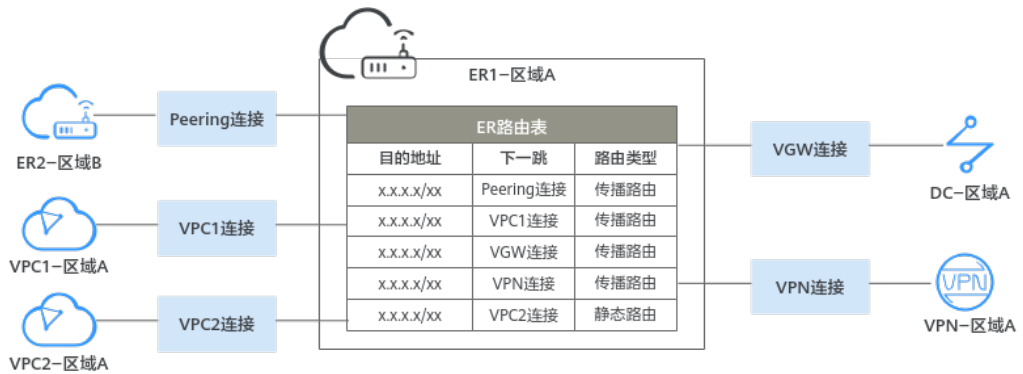 ER1-区域A
ER2-区域B
Peering连接
VPC1-区域A
VPC1连接
VPC2-区域A
VPC2连接
ER路由表
目的地址 下一跳 路由类型
x.x.x.x/xx Peering连接 传播路由
x.x.x.x/xx VPC1连接 传播路由
x.x.x.x/xx VGW连接 传播路由
x.x.x.x/xx VPN连接 传播路由
x.x.x.x/xx VPC2连接 静态路由
VGW连接
DC-区域A
VPN连接
VPN
VPN-区域A